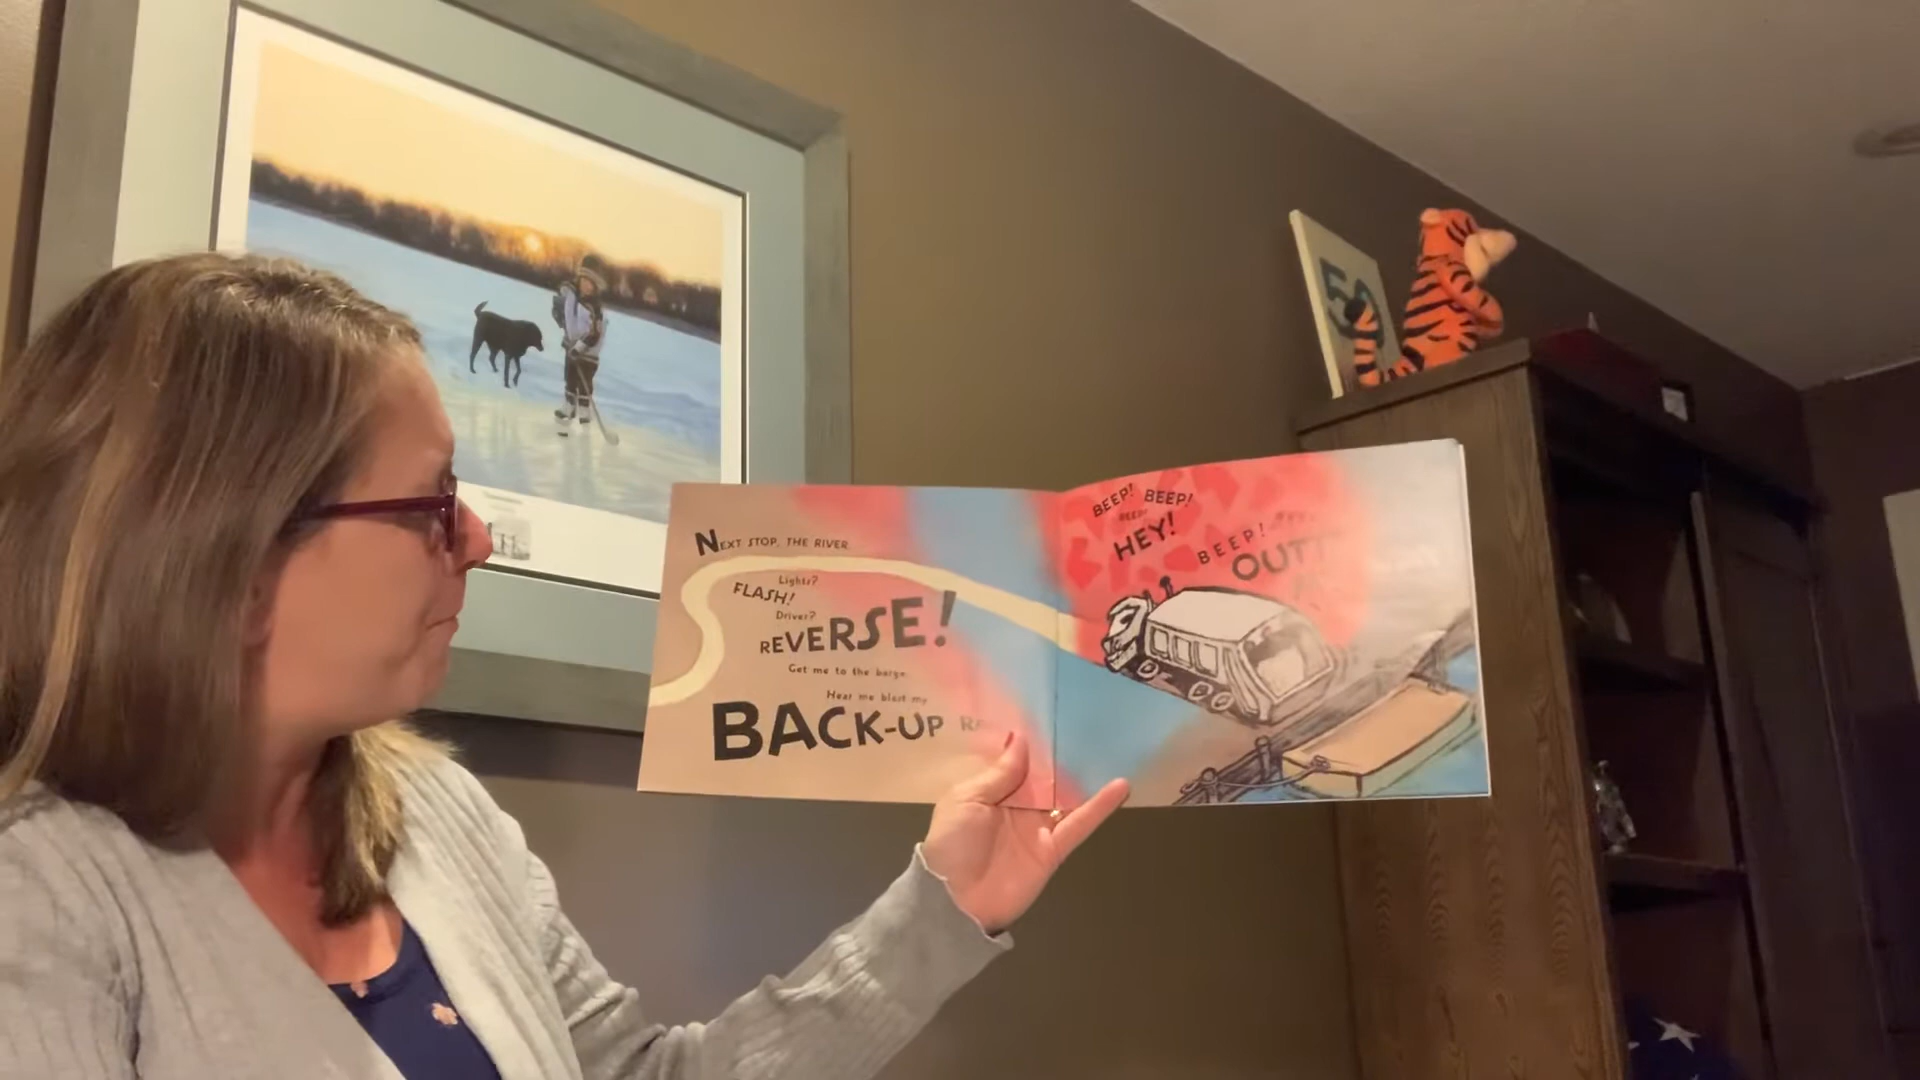 NEXT STOP, THE RIVER.
Lights?
FLASH!
Driver?
REVERSE!
Get me to the barge.
Hear me blast my
BACK-UP
BEEP! BEEP!
BEEP!
HEY!
BEEP!
50